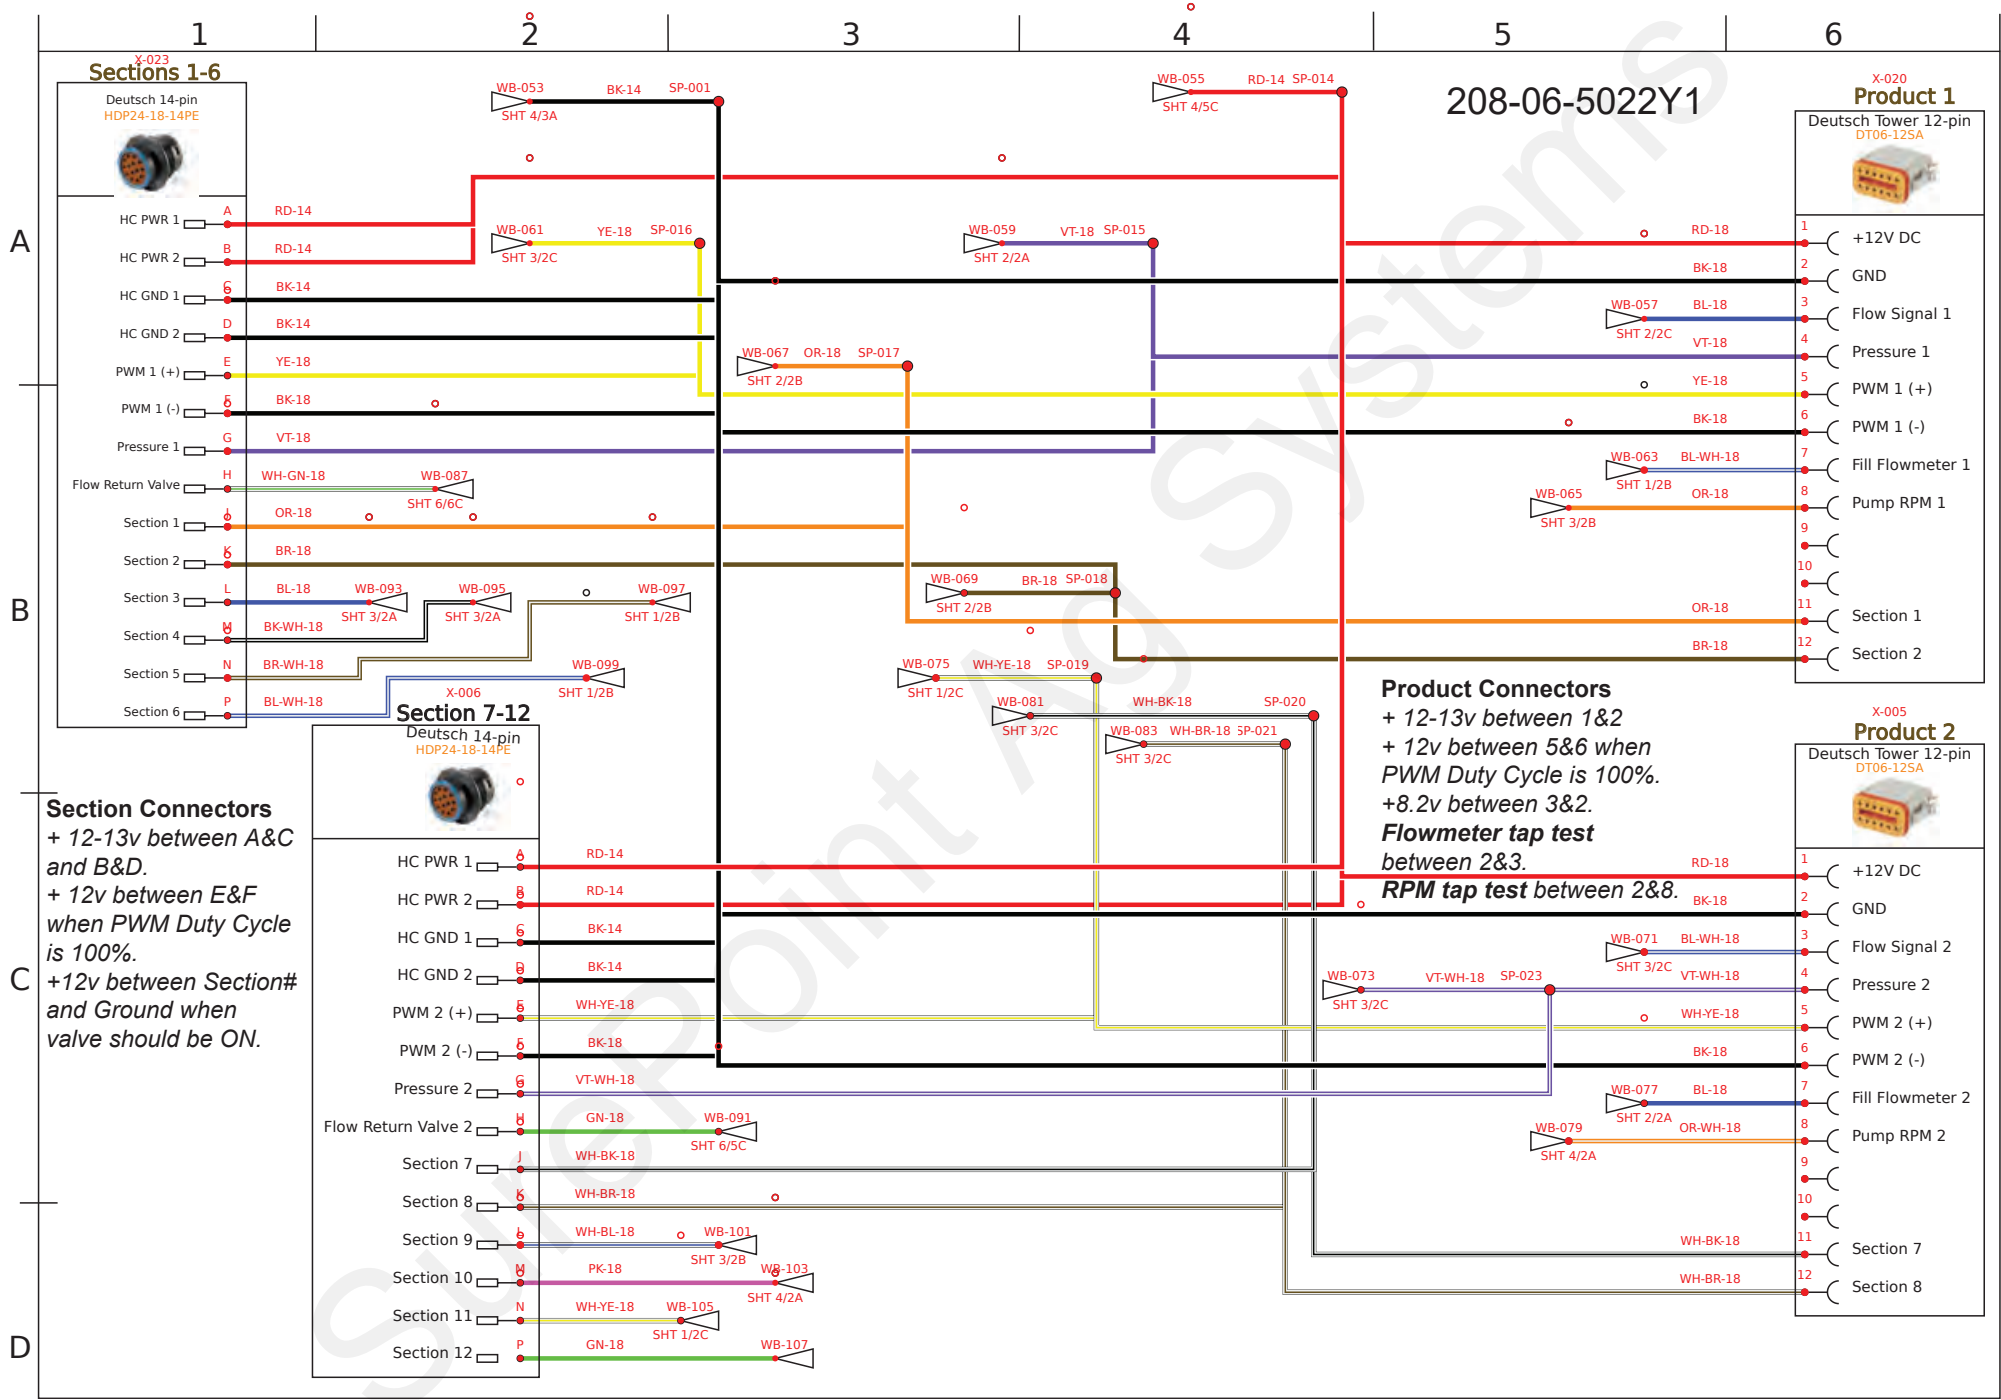 1 2 3 4 5 6
A
B
C
D
208-06-5022Y1
SurePoint Ag Systems
X-023
Sections 1-6
Deutsch 14-pin
HDP24-18-14PE
HC PWR 1 A RD-14
HC PWR 2 B RD-14
HC GND 1 C BK-14
HC GND 2 D BK-14
PWM 1 (+) E YE-18
PWM 1 (-) F BK-18
Pressure 1 G VT-18
Flow Return Valve H WH-GN-18 WB-087
SHT 6/6C
Section 1 J OR-18
Section 2 K BR-18
Section 3 L BL-18 WB-093
SHT 3/2A
Section 4 M BK-WH-18 WB-095
SHT 3/2A
Section 5 N BR-WH-18 WB-097
SHT 1/2B
Section 6 P BL-WH-18 WB-099
SHT 1/2B
WB-053 BK-14 SP-001
SHT 4/3A
WB-055 RD-14 SP-014
SHT 4/5C
WB-061 YE-18 SP-016
SHT 3/2C
WB-059 VT-18 SP-015
SHT 2/2A
WB-067 OR-18 SP-017
SHT 2/2B
WB-069 BR-18 SP-018
SHT 2/2B
WB-075 WH-YE-18 SP-019
SHT 1/2C
WB-081 WH-BK-18 SP-020
SHT 3/2C
WB-083 WH-BR-18 SP-021
SHT 3/2C
X-020
Product 1
Deutsch Tower 12-pin
DT06-12SA
RD-18 1 +12V DC
BK-18 2 GND
WB-057 BL-18 3 Flow Signal 1
SHT 2/2C
VT-18 4 Pressure 1
YE-18 5 PWM 1 (+)
BK-18 6 PWM 1 (-)
WB-063 BL-WH-18 7 Fill Flowmeter 1
SHT 1/2B
WB-065 OR-18 8 Pump RPM 1
SHT 3/2B
9
10
OR-18 11 Section 1
BR-18 12 Section 2
Product Connectors
+ 12-13v between 1&2
+ 12v between 5&6 when
PWM Duty Cycle is 100%.
+8.2v between 3&2.
Flowmeter tap test
between 2&3.
RPM tap test between 2&8.
Section Connectors
+ 12-13v between A&C
and B&D.
+ 12v between E&F
when PWM Duty Cycle
is 100%.
+12v between Section#
and Ground when
valve should be ON.
X-006
Section 7-12
Deutsch 14-pin
HDP24-18-14PE
HC PWR 1 A RD-14
HC PWR 2 B RD-14
HC GND 1 C BK-14
HC GND 2 D BK-14
PWM 2 (+) E WH-YE-18
PWM 2 (-) F BK-18
Pressure 2 G VT-WH-18
Flow Return Valve 2 H GN-18 WB-091
SHT 6/5C
Section 7 J WH-BK-18
Section 8 K WH-BR-18
Section 9 L WH-BL-18 WB-101
SHT 3/2B
Section 10 M PK-18 WB-103
SHT 4/2A
Section 11 N WH-YE-18 WB-105
SHT 1/2C
Section 12 P GN-18 WB-107
X-005
Product 2
Deutsch Tower 12-pin
DT06-12SA
RD-18 1 +12V DC
BK-18 2 GND
WB-071 BL-WH-18 3 Flow Signal 2
SHT 3/2C
WB-073 VT-WH-18 SP-023 VT-WH-18 4 Pressure 2
SHT 3/2C
WH-YE-18 5 PWM 2 (+)
BK-18 6 PWM 2 (-)
WB-077 BL-18 7 Fill Flowmeter 2
SHT 2/2A
WB-079 OR-WH-18 8 Pump RPM 2
SHT 4/2A
9
10
WH-BK-18 11 Section 7
WH-BR-18 12 Section 8